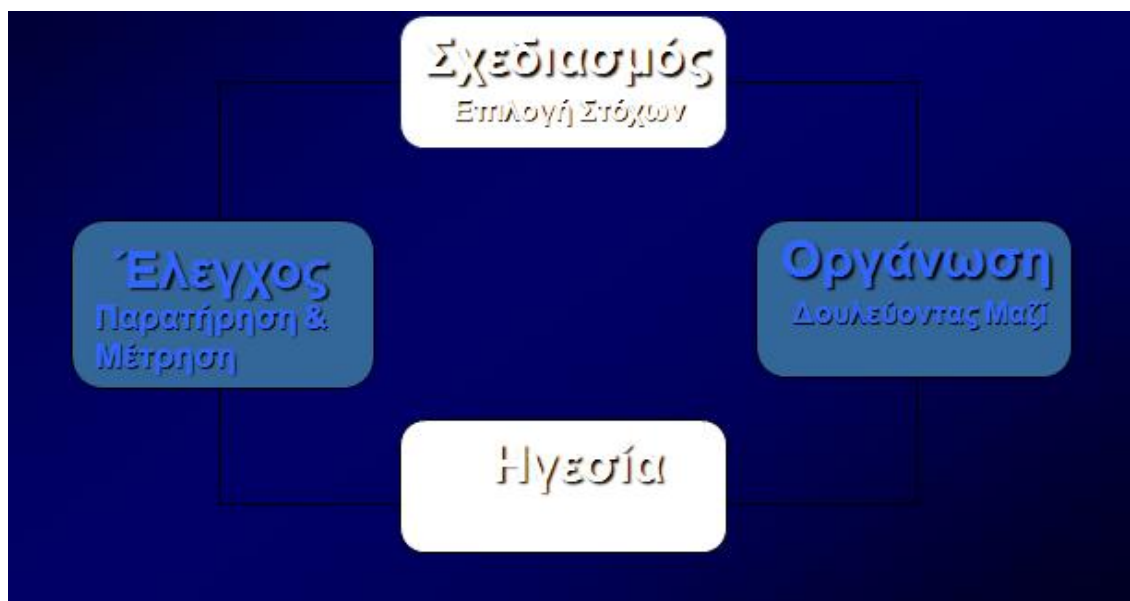 Σχεδιασμός
Επιλογή Στόχων
Έλεγχος
Παρατήρηση &
Μέτρηση
Οργάνωση
Δουλεύοντας Μαζί
Ηγεσία